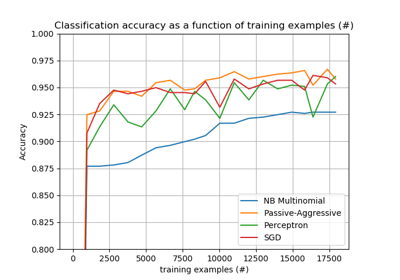 Classification accuracy as a function of training examples (#)
1.000
0.975
0.950
0.925
0.900
0.875
0.850
0.825
0.800
Accuracy
NB Multinomial
Passive-Aggressive
Perceptron
SGD
0 2500 5000 7500 10000 12500 15000 17500
training examples (#)